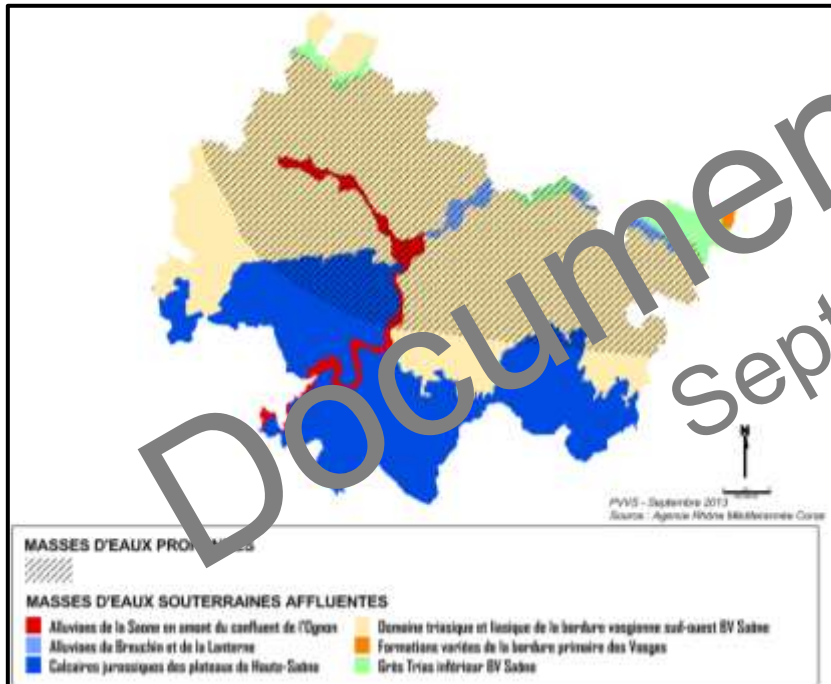 Documen
Sept
N
PVVS - Septembre 2013
Source : Agence Rhône Méditerrannée Corse
MASSES D'EAUX
MASSES D'EAUX SOUTERRAINES AFFLUENTES
Alluvions de la Saone en amont du confluent de l'Ognon
Alluvions du Breuchin et de la Lanterne
Calcaires jurassiques des plateaux de Haute-Saône
Domaine triasique et liasique de la bordure vosgienne sud-ouest BV Saône
Formations variées de la bordure primaire des Vosges
Grès Trias inférieur BV Saône